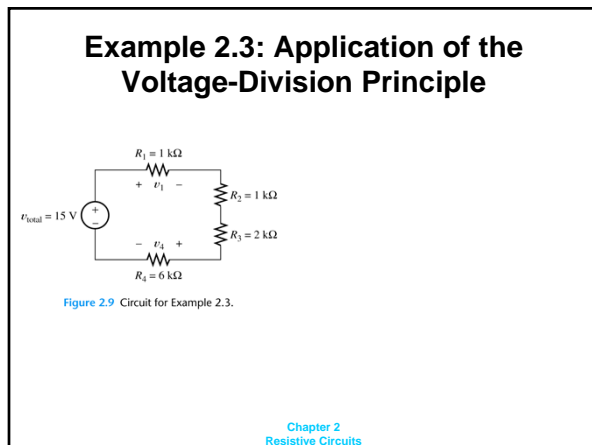 Example 2.3: Application of the
Voltage-Division Principle
R₁ = 1 kΩ
+ v₁ −
R₂ = 1 kΩ
v_total = 15 V
+
−
R₃ = 2 kΩ
− v₄ +
R₄ = 6 kΩ
Figure 2.9 Circuit for Example 2.3.
Chapter 2
Resistive Circuits